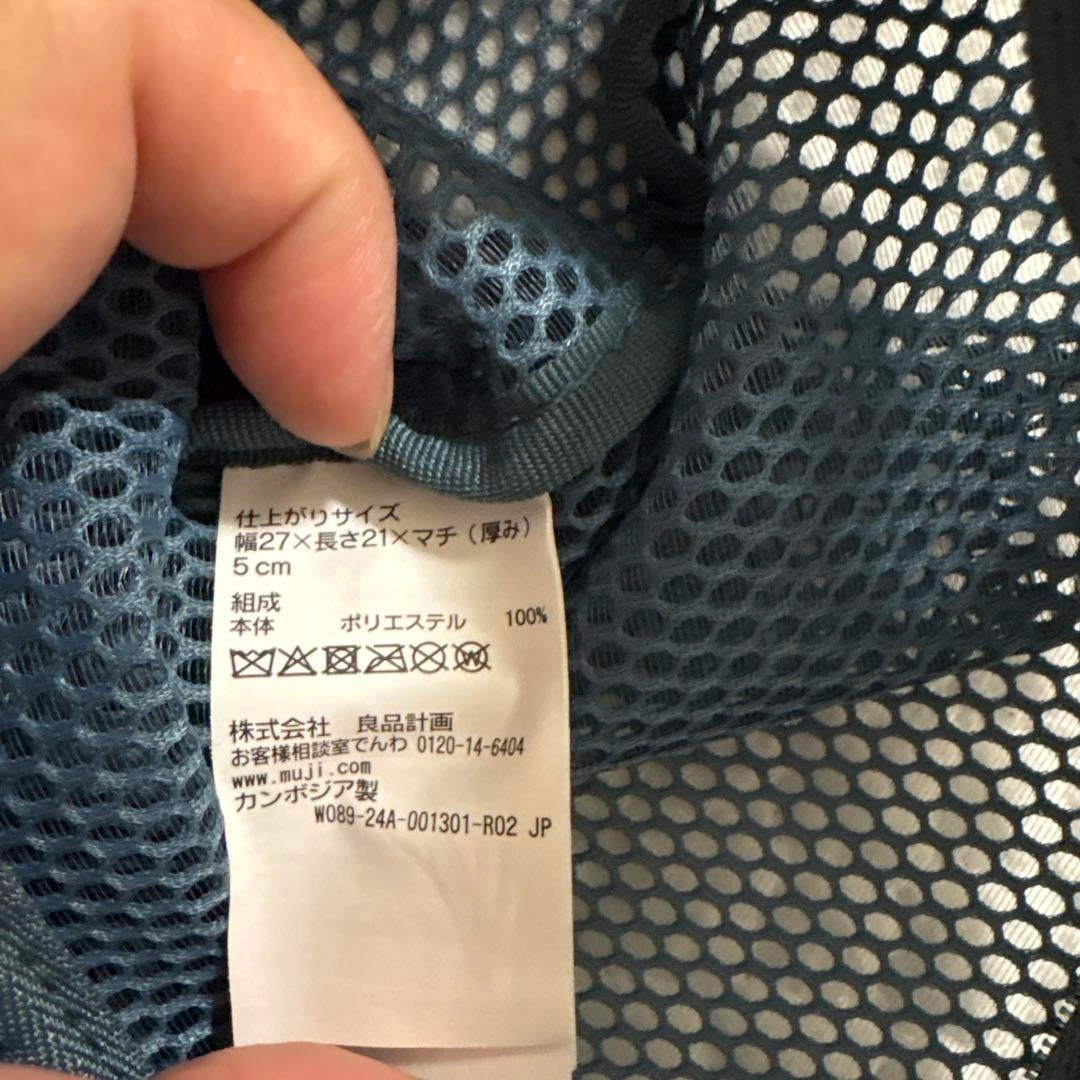 仕上がりサイズ
幅27×長さ21×マチ（厚み）
5cm
組成
本体 ポリエステル 100%
株式会社 良品計画
お客様相談室でんわ 0120-14-6404
www.muji.com
カンボジア製
W089-24A-001301-R02 JP